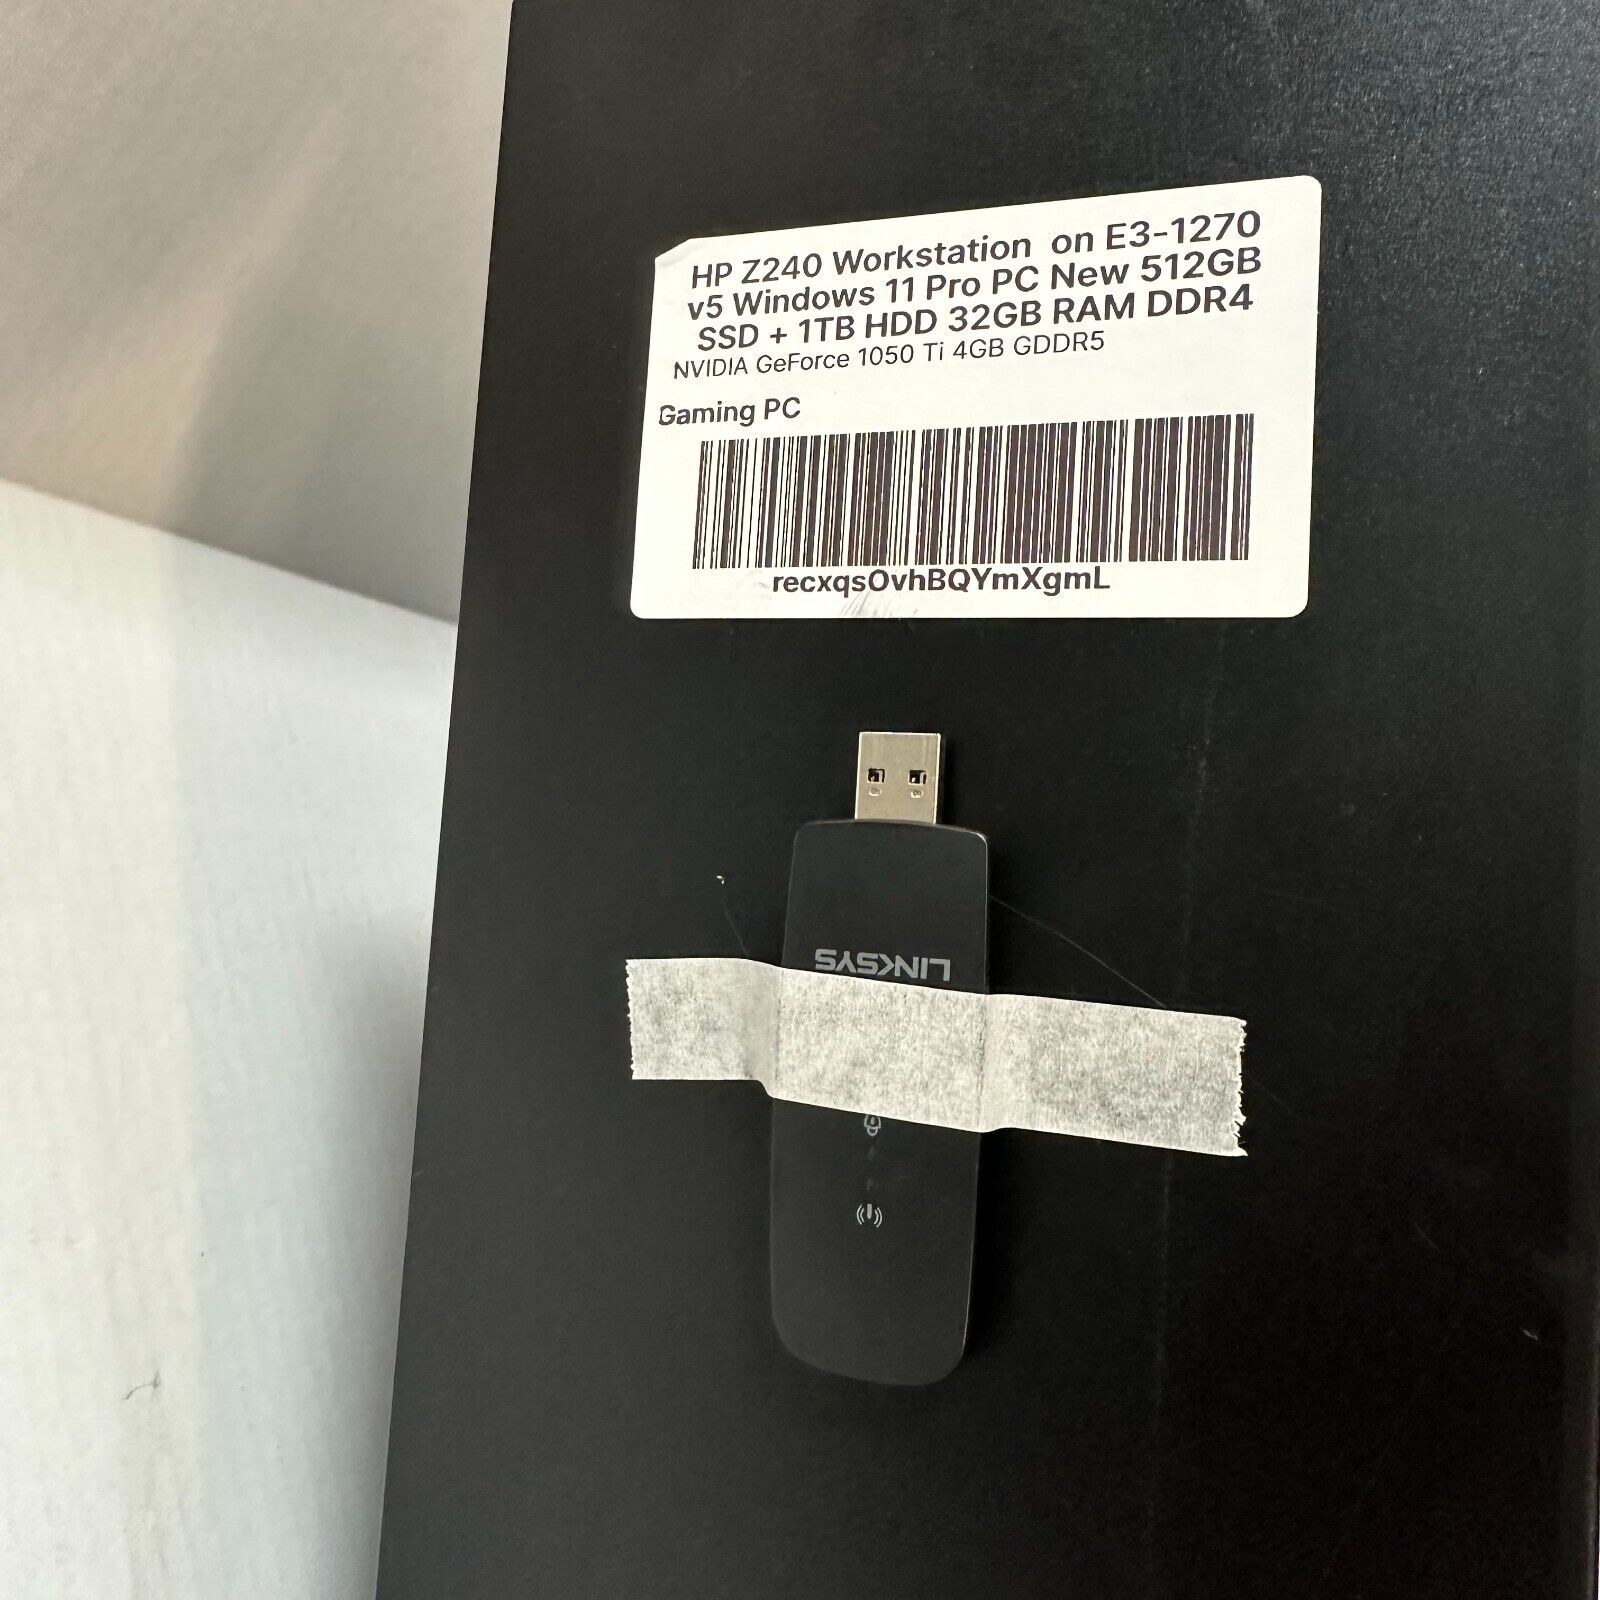 HP Z240 Workstation on E3-1270
v5 Windows 11 Pro PC New 512GB
SSD + 1TB HDD 32GB RAM DDR4
NVIDIA GeForce 1050 Ti 4GB GDDR5
Gaming PC
recxqsOvhBQYmXgmL
LINKSYS